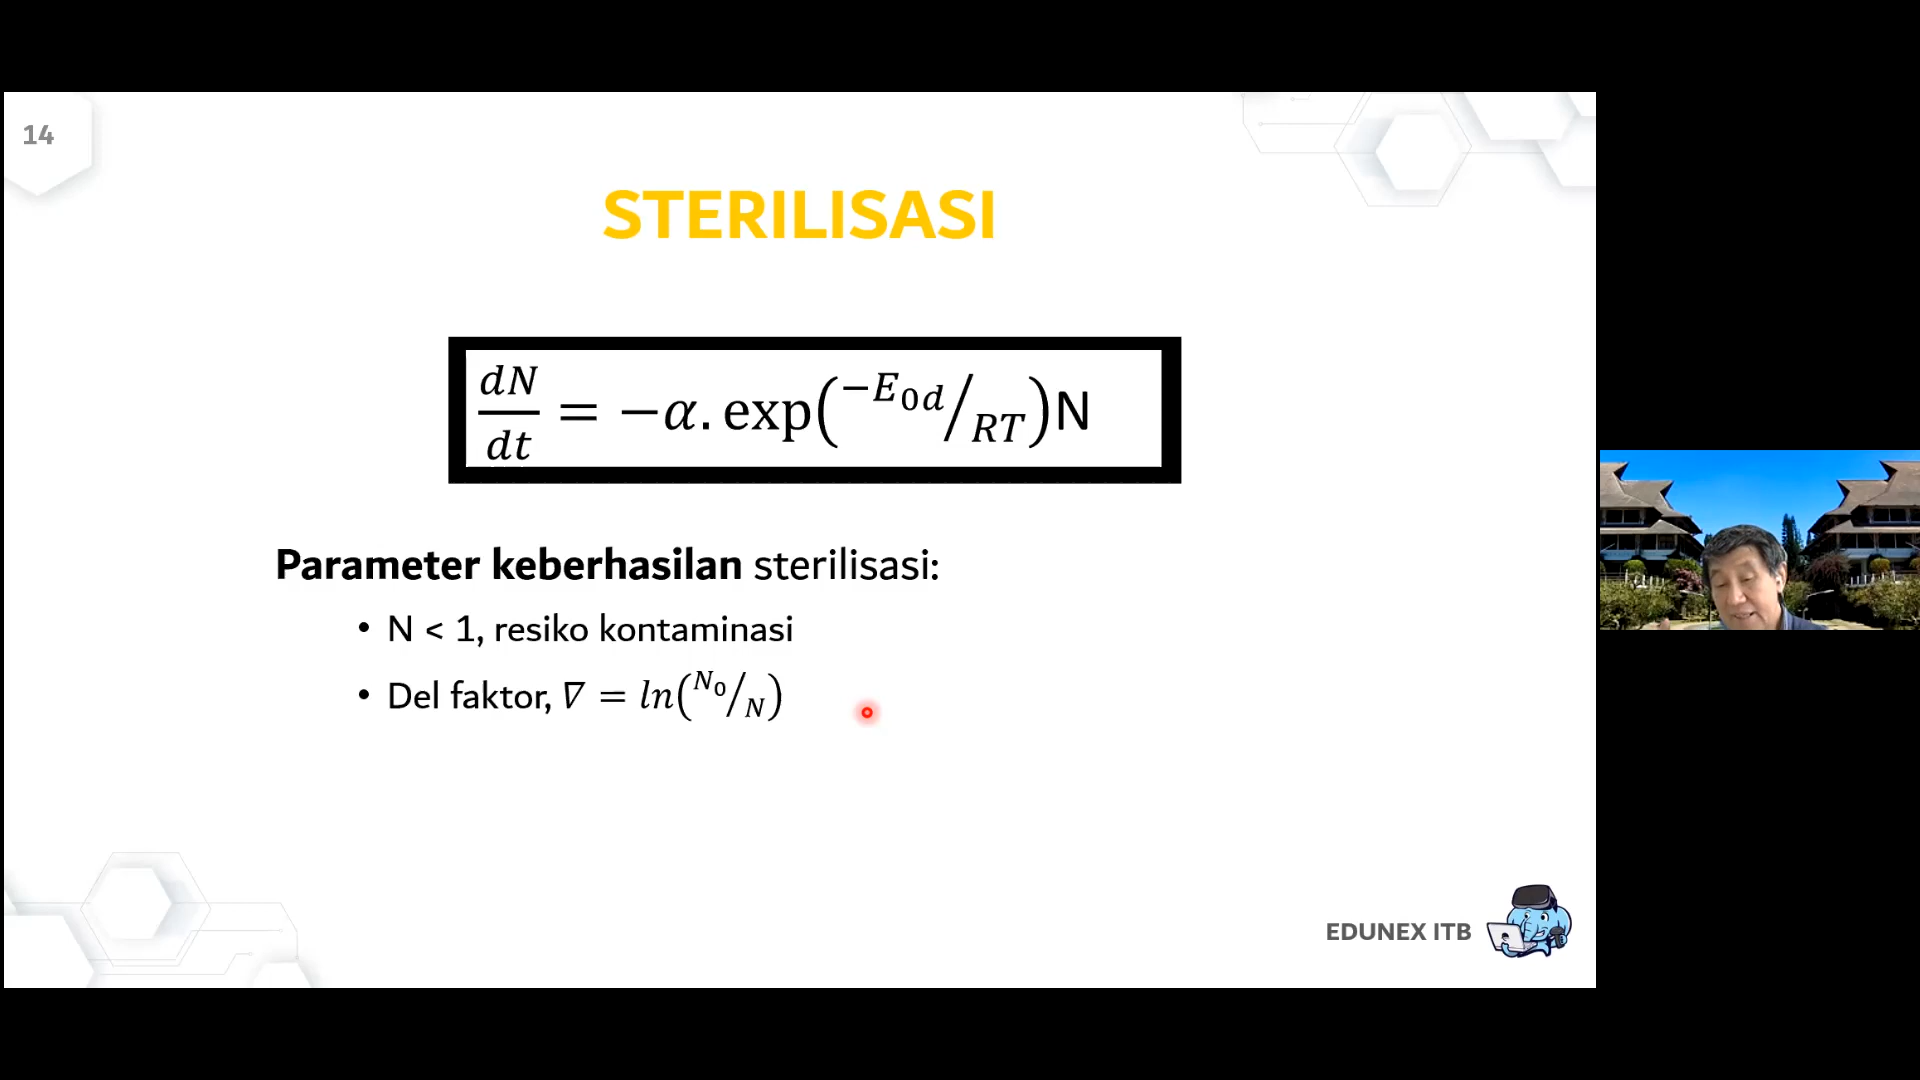 14
STERILISASI
dN/dt = −α. exp(−E₀d/RT)N
Parameter keberhasilan sterilisasi:
• N < 1, resiko kontaminasi
• Del faktor, ∇ = ln(N₀/N)
EDUNEX ITB